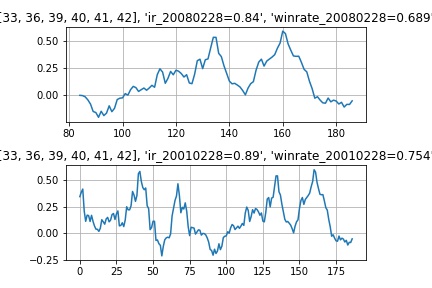 [33, 36, 39, 40, 41, 42], 'ir_20080228=0.84', 'winrate_20080228=0.689'
0.50
0.25
0.00
80 100 120 140 160 180
[33, 36, 39, 40, 41, 42], 'ir_20010228=0.89', 'winrate_20010228=0.754'
0.50
0.25
0.00
−0.25
0 25 50 75 100 125 150 175